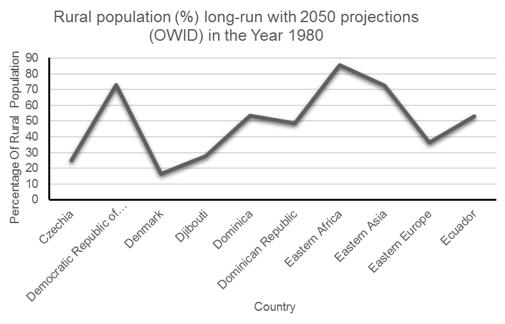 Rural population (%) long-run with 2050 projections
(OWID) in the Year 1980
Percentage Of Rural Population
90
80
70
60
50
40
30
20
10
0
Czechia
Democratic Republic of…
Denmark
Djibouti
Dominica
Dominican Republic
Eastern Africa
Eastern Asia
Eastern Europe
Ecuador
Country